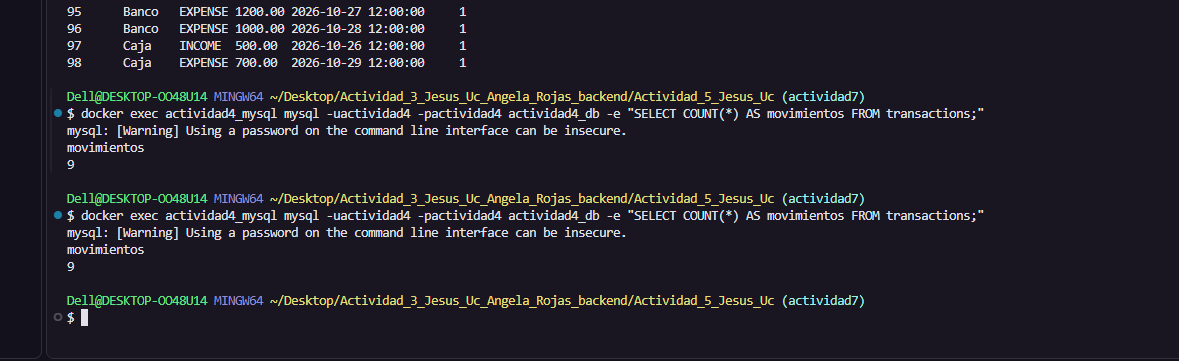 95 Banco EXPENSE 1200.00 2026-10-27 12:00:00 1
96 Banco EXPENSE 1000.00 2026-10-28 12:00:00 1
97 Caja INCOME 500.00 2026-10-26 12:00:00 1
98 Caja EXPENSE 700.00 2026-10-29 12:00:00 1
Dell@DESKTOP-OO48U14 MINGW64 ~/Desktop/Actividad_3_Jesus_Uc_Angela_Rojas_backend/Actividad_5_Jesus_Uc (actividad7)
$ docker exec actividad4_mysql mysql -uactividad4 -pactividad4 actividad4_db -e "SELECT COUNT(*) AS movimientos FROM transactions;"
mysql: [Warning] Using a password on the command line interface can be insecure.
movimientos
9
Dell@DESKTOP-OO48U14 MINGW64 ~/Desktop/Actividad_3_Jesus_Uc_Angela_Rojas_backend/Actividad_5_Jesus_Uc (actividad7)
$ docker exec actividad4_mysql mysql -uactividad4 -pactividad4 actividad4_db -e "SELECT COUNT(*) AS movimientos FROM transactions;"
mysql: [Warning] Using a password on the command line interface can be insecure.
movimientos
9
Dell@DESKTOP-OO48U14 MINGW64 ~/Desktop/Actividad_3_Jesus_Uc_Angela_Rojas_backend/Actividad_5_Jesus_Uc (actividad7)
$